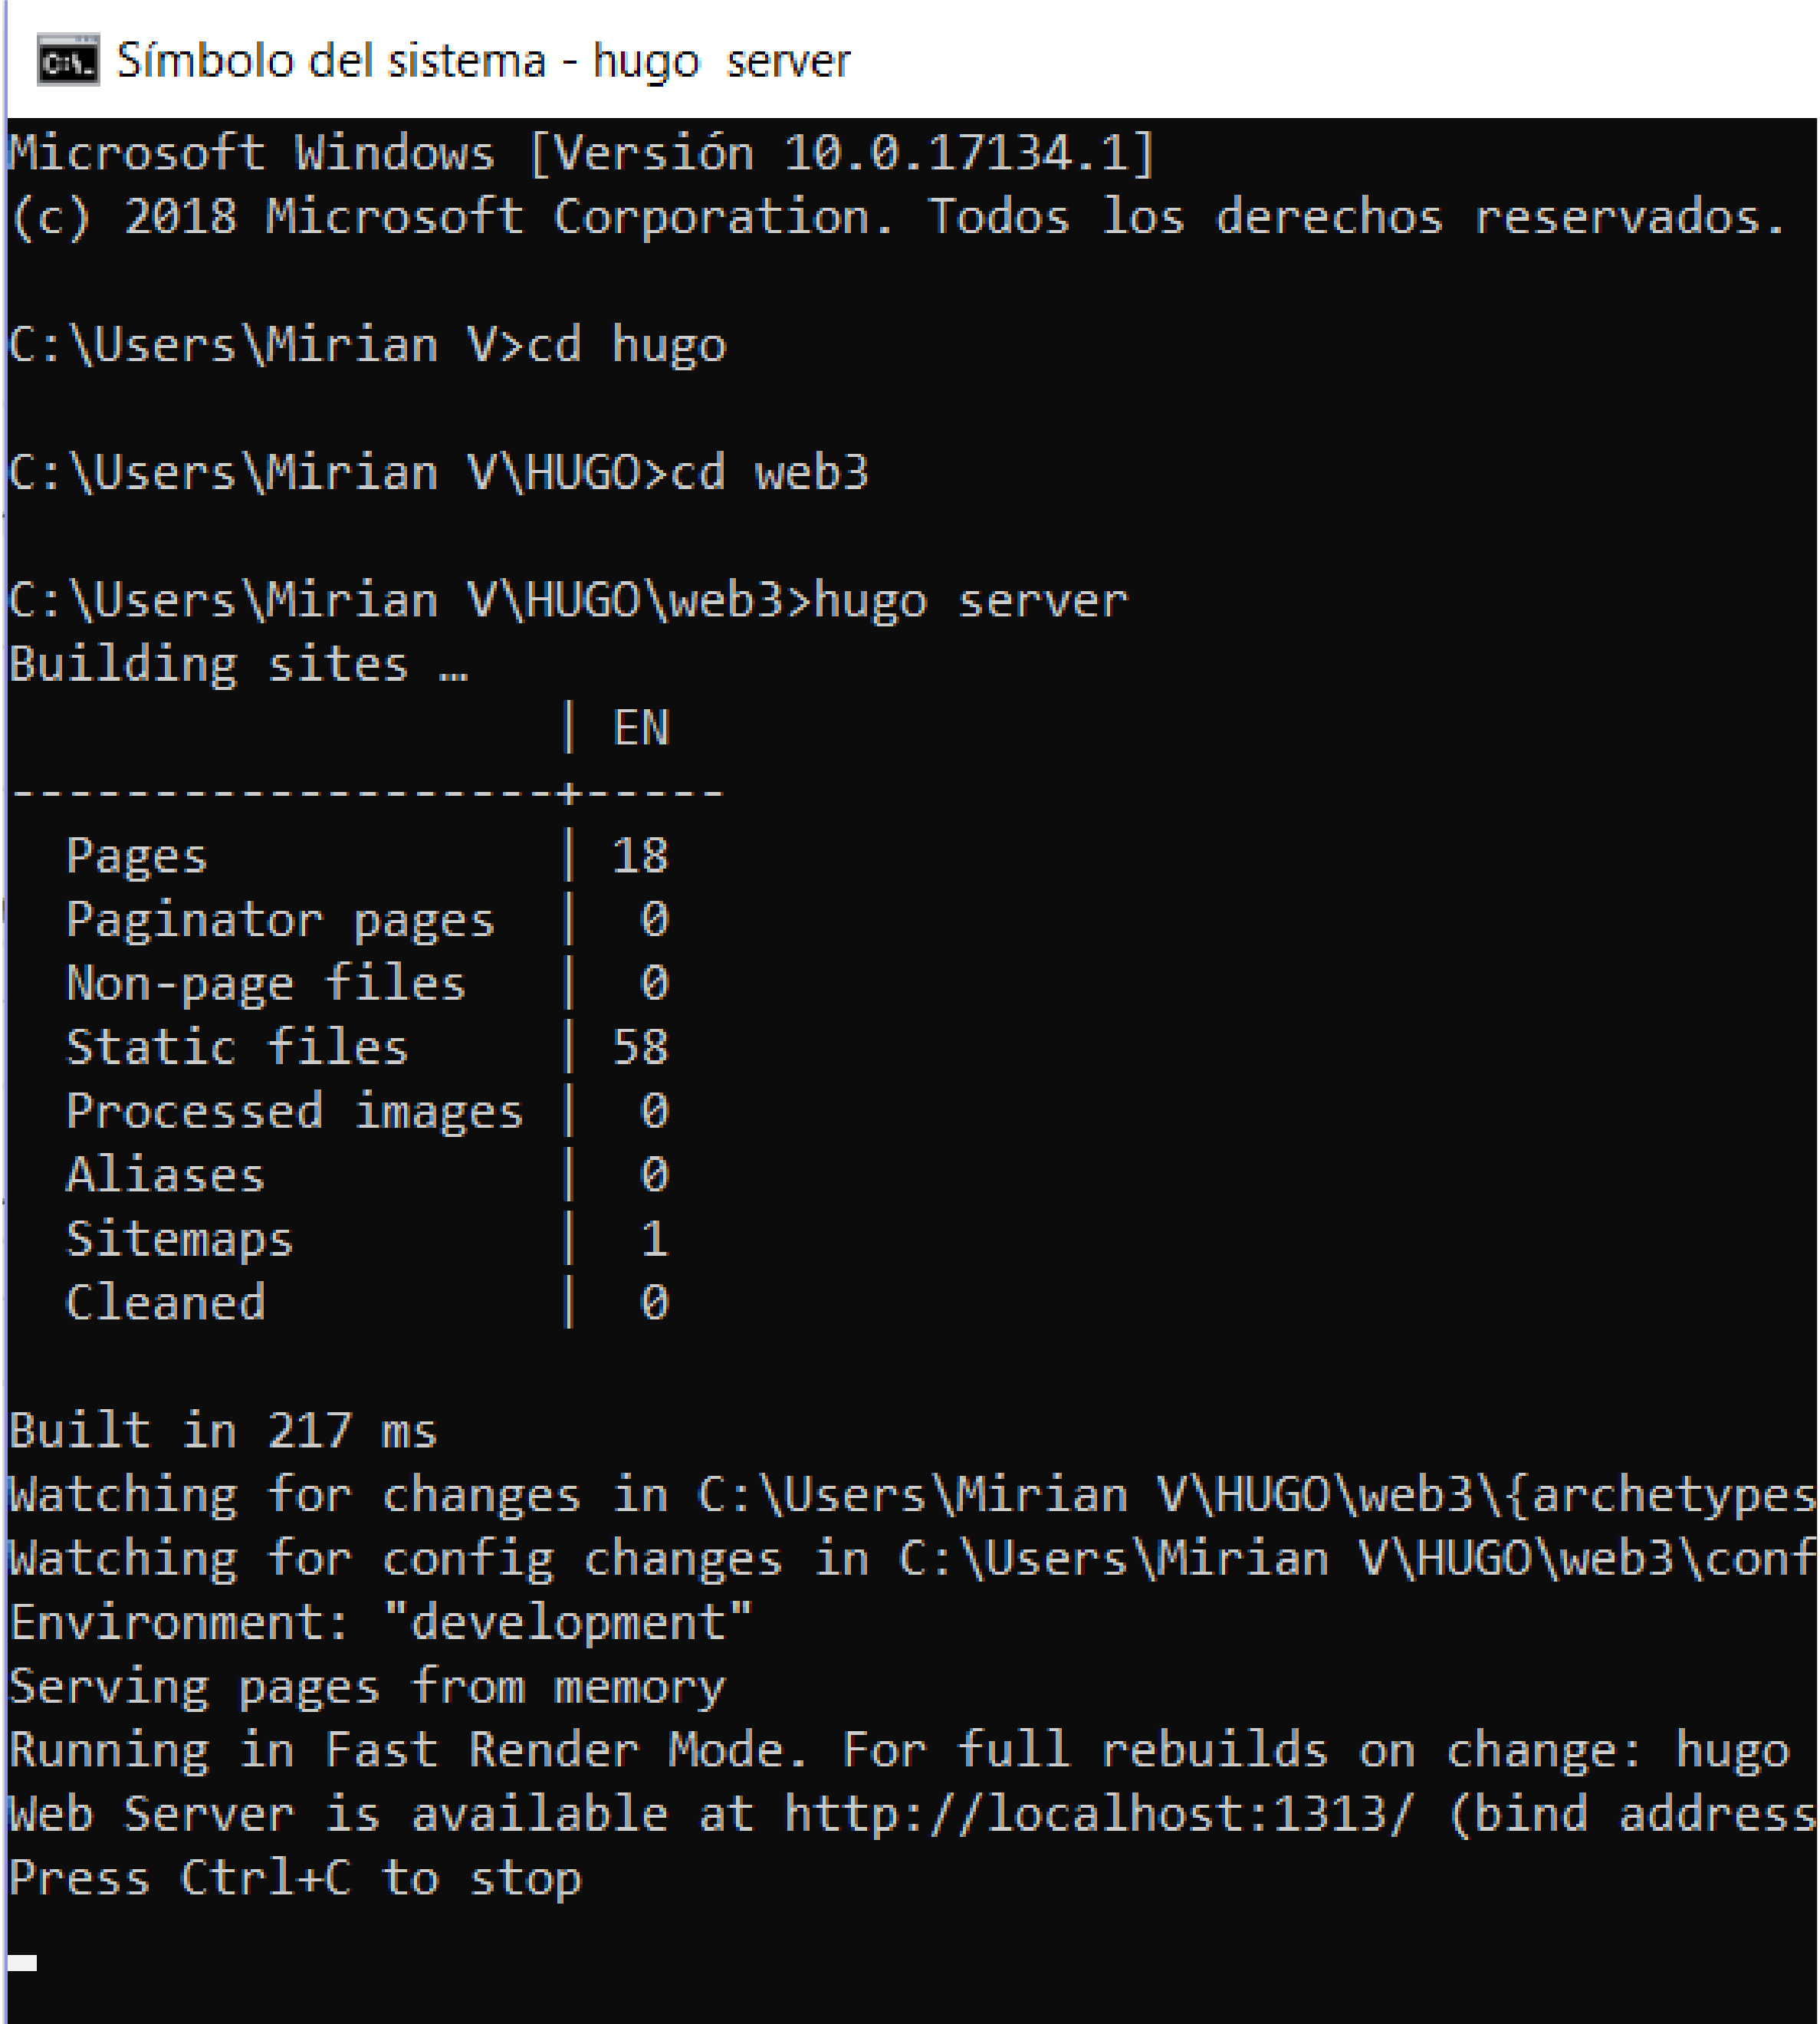 Símbolo del sistema - hugo  server
Microsoft Windows [Versión 10.0.17134.1]
(c) 2018 Microsoft Corporation. Todos los derechos reservados.
C:\Users\Mirian V>cd hugo
C:\Users\Mirian V\HUGO>cd web3
C:\Users\Mirian V\HUGO\web3>hugo server
Building sites …
| EN
-------------------+-----
Pages | 18
Paginator pages | 0
Non-page files | 0
Static files | 58
Processed images | 0
Aliases | 0
Sitemaps | 1
Cleaned | 0
Built in 217 ms
Watching for changes in C:\Users\Mirian V\HUGO\web3\{archetypes
Watching for config changes in C:\Users\Mirian V\HUGO\web3\conf
Environment: "development"
Serving pages from memory
Running in Fast Render Mode. For full rebuilds on change: hugo
Web Server is available at http://localhost:1313/ (bind address
Press Ctrl+C to stop